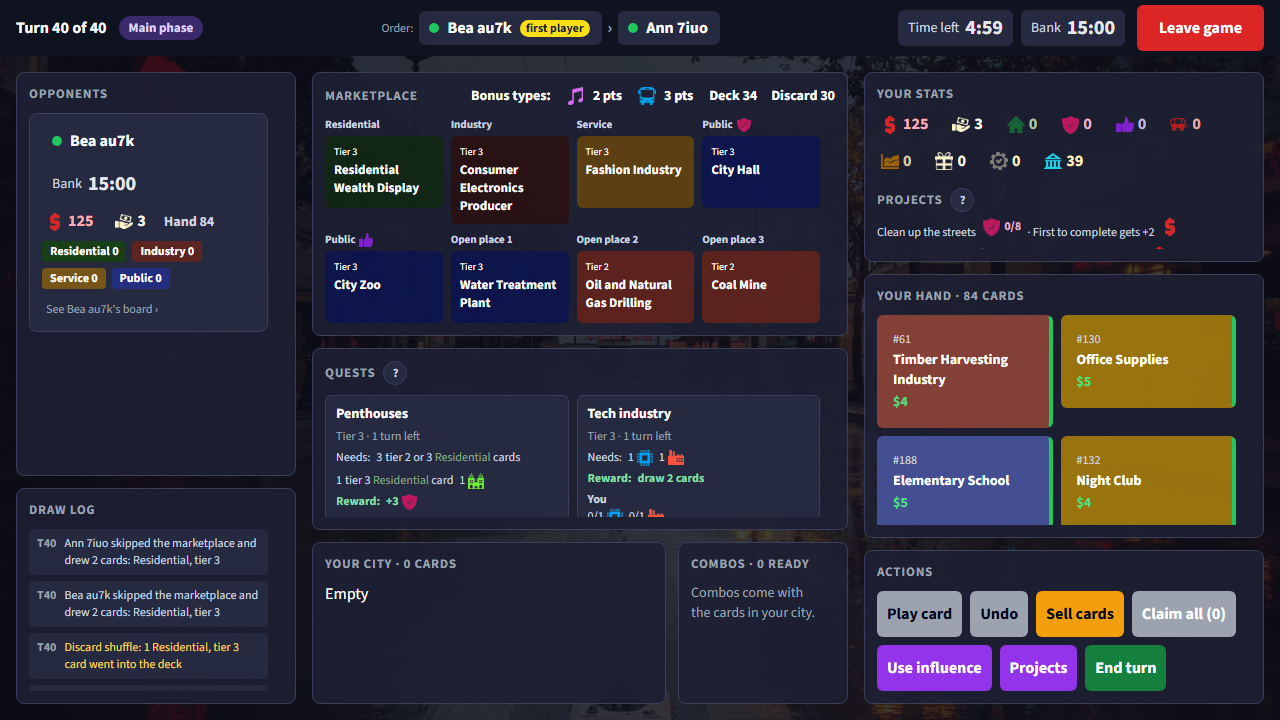 Turn 40 of 40
Main phase
Order:
Bea au7k
first player
›
Ann 7iuo
Time left 4:59
Bank 15:00
Leave game
OPPONENTS
Bea au7k
Bank 15:00
125
3
Hand 84
Residential 0
Industry 0
Service 0
Public 0
See Bea au7k's board ›
DRAW LOG
T40 Ann 7iuo skipped the marketplace and
drew 2 cards: Residential, tier 3
T40 Bea au7k skipped the marketplace and
drew 2 cards: Residential, tier 3
T40 Discard shuffle: 1 Residential, tier 3
card went into the deck
MARKETPLACE
Bonus types:
2 pts
3 pts
Deck 34
Discard 30
Residential
Tier 3
Residential
Wealth Display
Industry
Tier 3
Consumer
Electronics
Producer
Service
Tier 3
Fashion Industry
Public
Tier 3
City Hall
Public
Tier 3
City Zoo
Open place 1
Tier 3
Water Treatment
Plant
Open place 2
Tier 2
Oil and Natural
Gas Drilling
Open place 3
Tier 2
Coal Mine
QUESTS
?
Penthouses
Tier 3 · 1 turn left
Needs: 3 tier 2 or 3 Residential cards
1 tier 3 Residential card 1
Reward: +3
Tech industry
Tier 3 · 1 turn left
Needs: 1 1
Reward: draw 2 cards
You
0/1 0/1
YOUR CITY · 0 CARDS
Empty
COMBOS · 0 READY
Combos come with
the cards in your city.
YOUR STATS
125
3
0
0
0
0
0
0
0
39
PROJECTS
?
Clean up the streets 0/8 · First to complete gets +2
YOUR HAND · 84 CARDS
#61
Timber Harvesting
Industry
$4
#130
Office Supplies
$5
#188
Elementary School
$5
#132
Night Club
$4
ACTIONS
Play card
Undo
Sell cards
Claim all (0)
Use influence
Projects
End turn